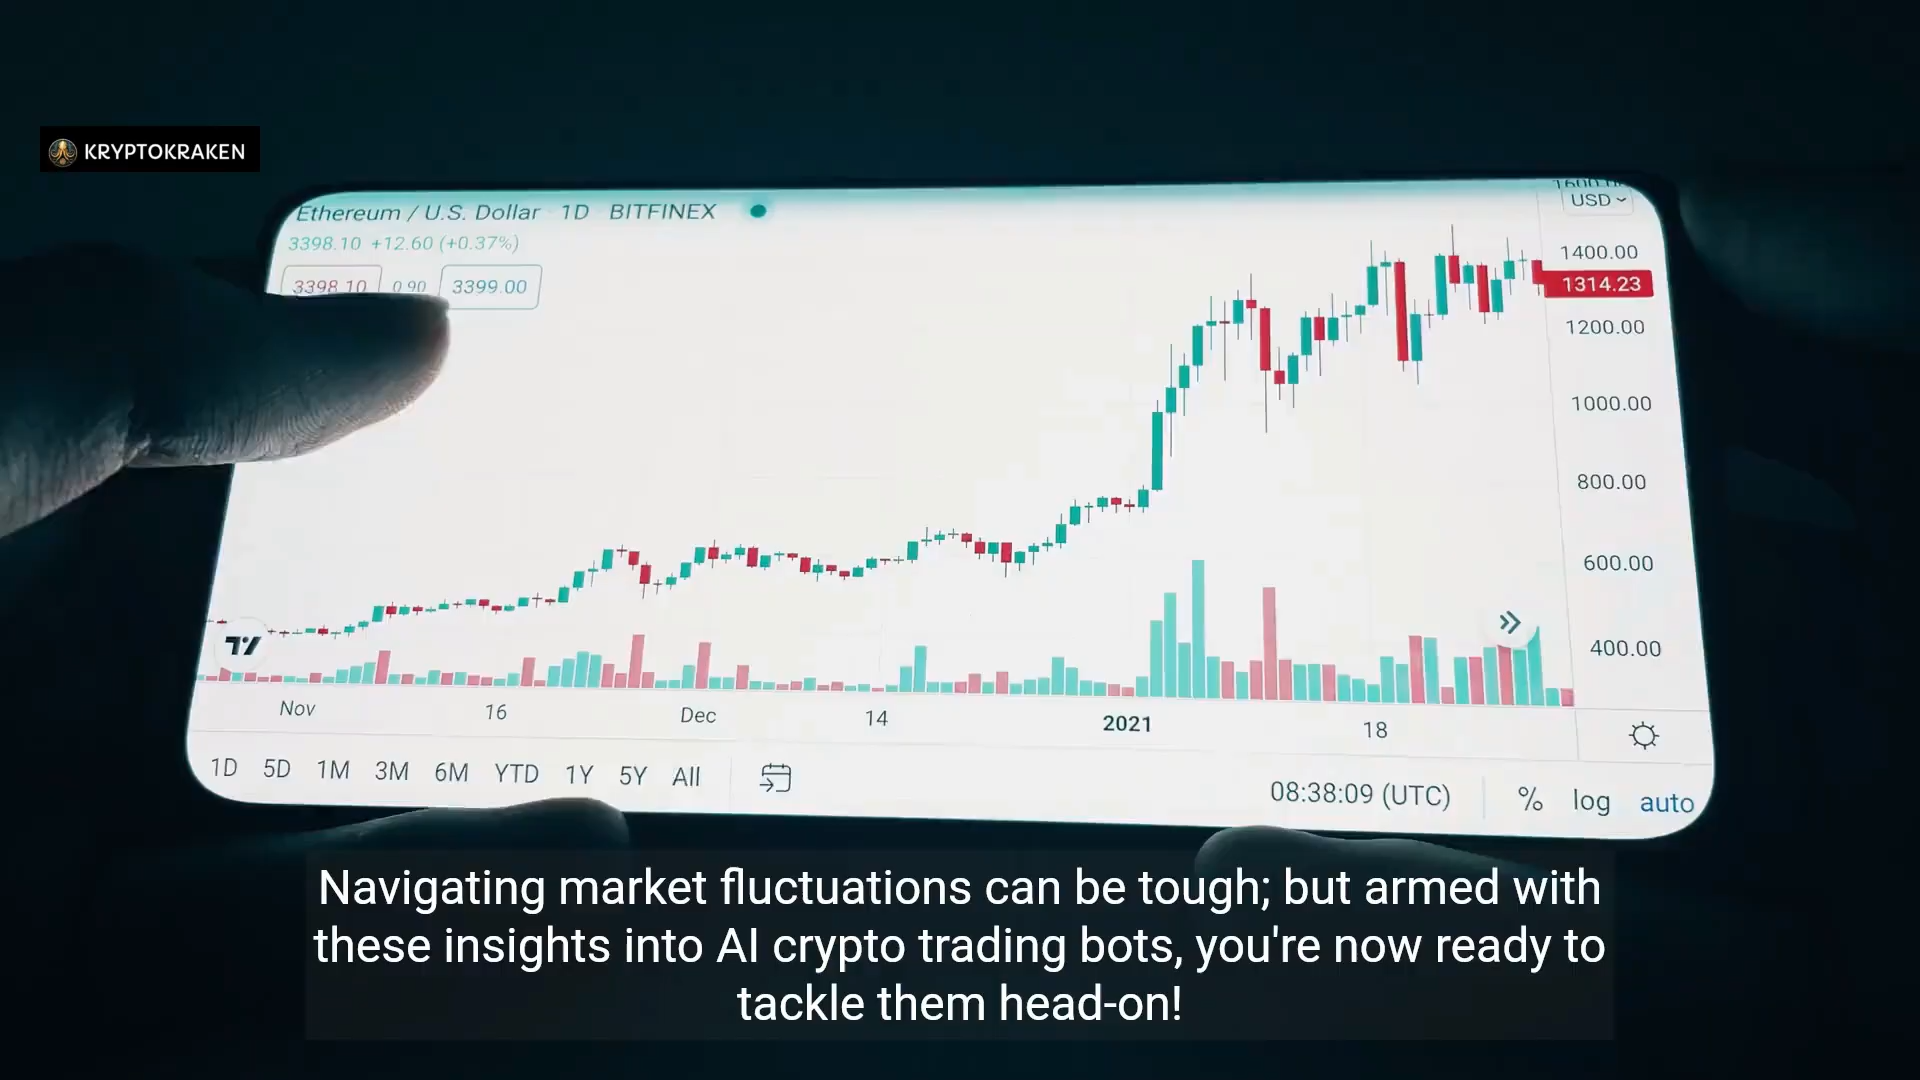 KRYPTOKRAKEN
Ethereum / U.S. Dollar 1D BITFINEX
3398.10 +12.60 (+0.37%)
3398.10 0.90 3399.00
USD
1400.00
1314.23
1200.00
1000.00
800.00
600.00
400.00
Nov 16 Dec 14 2021 18
1D 5D 1M 3M 6M YTD 1Y 5Y All
08:38:09 (UTC) % log auto
Navigating market fluctuations can be tough; but armed with
these insights into AI crypto trading bots, you're now ready to
tackle them head-on!